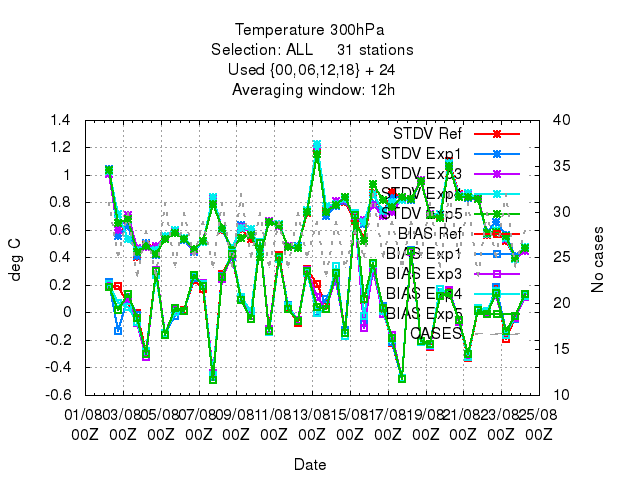 Temperature 300hPa
Selection: ALL 31 stations
Used {00,06,12,18} + 24
Averaging window: 12h
1.4
1.2
1
0.8
0.6
0.4
0.2
0
-0.2
-0.4
-0.6
deg C
40
35
30
25
20
15
10
No cases
STDV Ref
STDV Exp1
STDV Exp3
STDV Exp4
STDV Exp5
BIAS Ref
BIAS Exp1
BIAS Exp3
BIAS Exp4
BIAS Exp5
CASES
01/08 03/08 05/08 07/08 09/08 11/08 13/08 15/08 17/08 19/08 21/08 23/08 25/08
00Z 00Z 00Z 00Z 00Z 00Z 00Z 00Z 00Z 00Z 00Z 00Z 00Z
Date